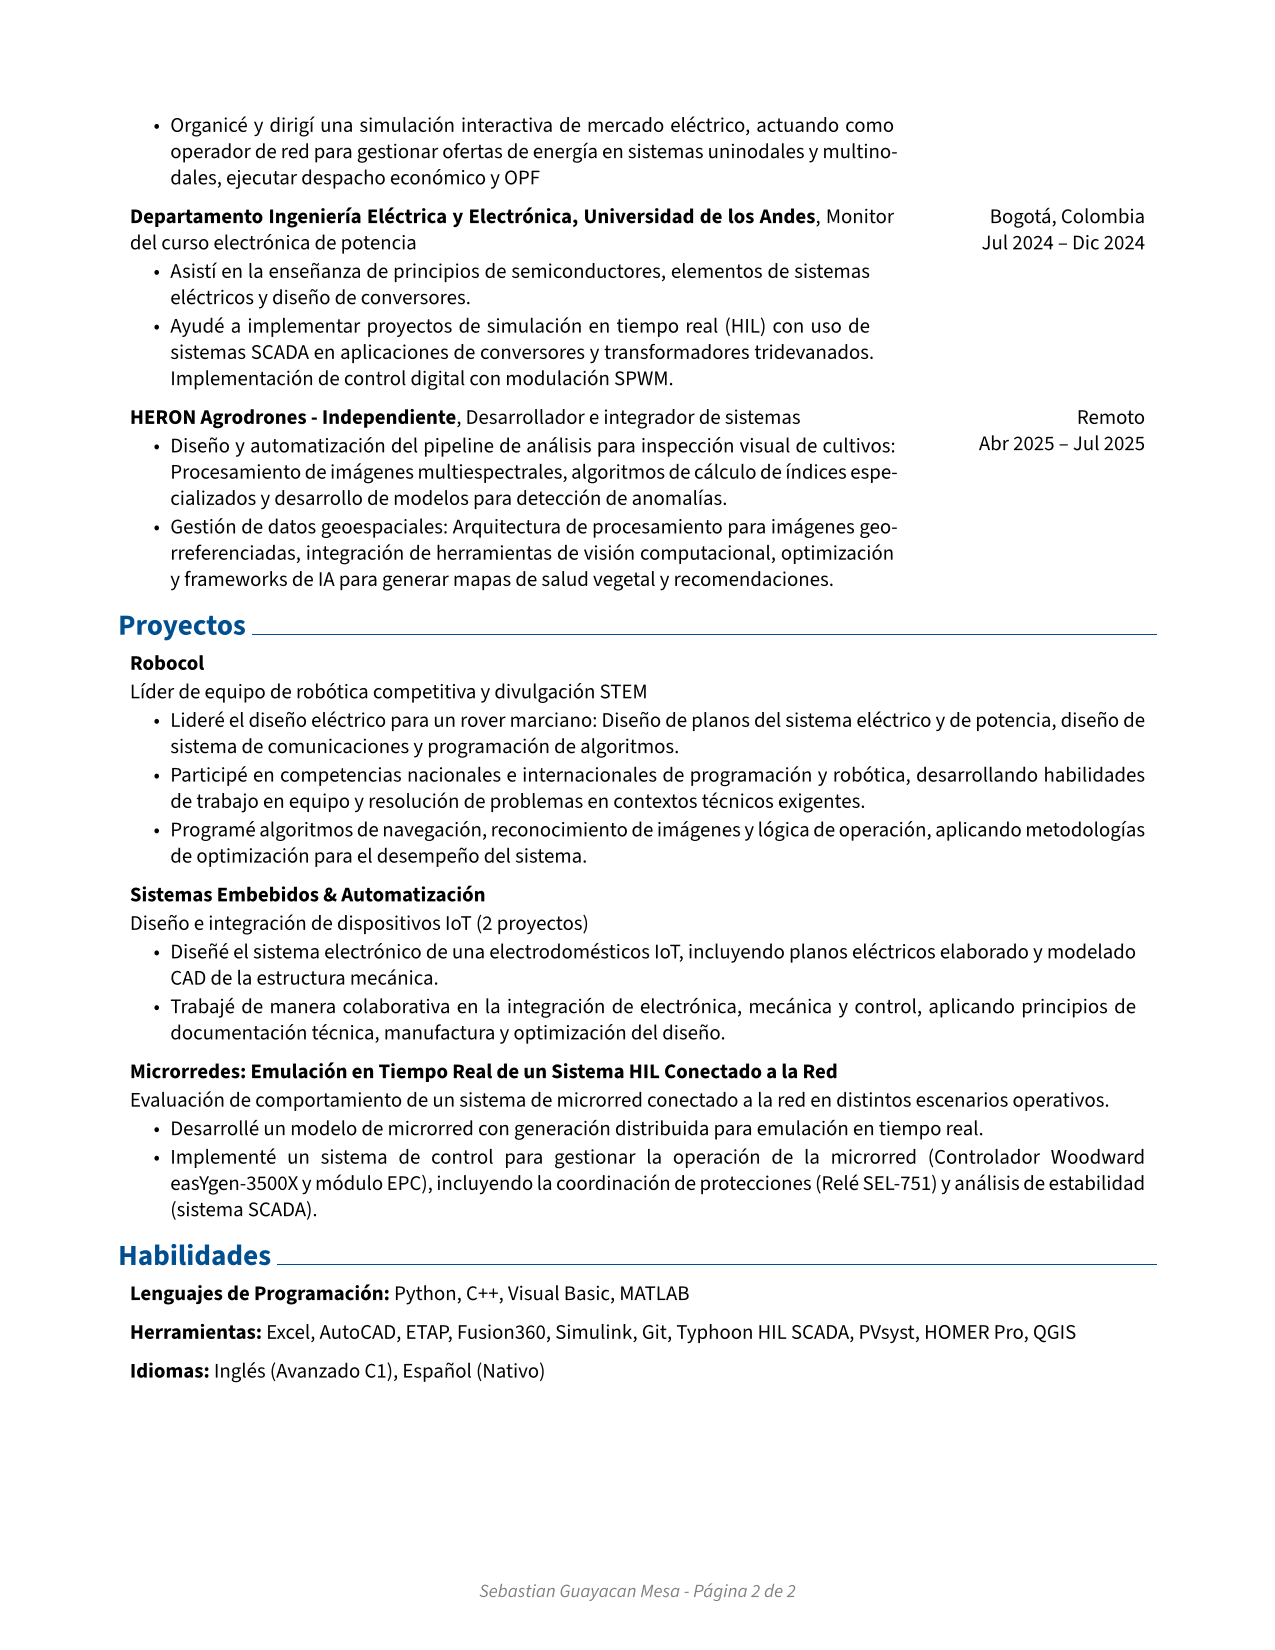 • Organicé y dirigí una simulación interactiva de mercado eléctrico, actuando como
operador de red para gestionar ofertas de energía en sistemas uninodales y multino-
dales, ejecutar despacho económico y OPF
Departamento Ingeniería Eléctrica y Electrónica, Universidad de los Andes, Monitor
del curso electrónica de potencia
Bogotá, Colombia
Jul 2024 – Dic 2024
• Asistí en la enseñanza de principios de semiconductores, elementos de sistemas
eléctricos y diseño de conversores.
• Ayudé a implementar proyectos de simulación en tiempo real (HIL) con uso de
sistemas SCADA en aplicaciones de conversores y transformadores tridevanados.
Implementación de control digital con modulación SPWM.
HERON Agrodrones - Independiente, Desarrollador e integrador de sistemas
Remoto
Abr 2025 – Jul 2025
• Diseño y automatización del pipeline de análisis para inspección visual de cultivos:
Procesamiento de imágenes multiespectrales, algoritmos de cálculo de índices espe-
cializados y desarrollo de modelos para detección de anomalías.
• Gestión de datos geoespaciales: Arquitectura de procesamiento para imágenes geo-
rreferenciadas, integración de herramientas de visión computacional, optimización
y frameworks de IA para generar mapas de salud vegetal y recomendaciones.
Proyectos
Robocol
Líder de equipo de robótica competitiva y divulgación STEM
• Lideré el diseño eléctrico para un rover marciano: Diseño de planos del sistema eléctrico y de potencia, diseño de
sistema de comunicaciones y programación de algoritmos.
• Participé en competencias nacionales e internacionales de programación y robótica, desarrollando habilidades
de trabajo en equipo y resolución de problemas en contextos técnicos exigentes.
• Programé algoritmos de navegación, reconocimiento de imágenes y lógica de operación, aplicando metodologías
de optimización para el desempeño del sistema.
Sistemas Embebidos & Automatización
Diseño e integración de dispositivos IoT (2 proyectos)
• Diseñé el sistema electrónico de una electrodomésticos IoT, incluyendo planos eléctricos elaborado y modelado
CAD de la estructura mecánica.
• Trabajé de manera colaborativa en la integración de electrónica, mecánica y control, aplicando principios de
documentación técnica, manufactura y optimización del diseño.
Microrredes: Emulación en Tiempo Real de un Sistema HIL Conectado a la Red
Evaluación de comportamiento de un sistema de microrred conectado a la red en distintos escenarios operativos.
• Desarrollé un modelo de microrred con generación distribuida para emulación en tiempo real.
• Implementé un sistema de control para gestionar la operación de la microrred (Controlador Woodward
easYgen-3500X y módulo EPC), incluyendo la coordinación de protecciones (Relé SEL-751) y análisis de estabilidad
(sistema SCADA).
Habilidades
Lenguajes de Programación: Python, C++, Visual Basic, MATLAB
Herramientas: Excel, AutoCAD, ETAP, Fusion360, Simulink, Git, Typhoon HIL SCADA, PVsyst, HOMER Pro, QGIS
Idiomas: Inglés (Avanzado C1), Español (Nativo)
Sebastian Guayacan Mesa - Página 2 de 2